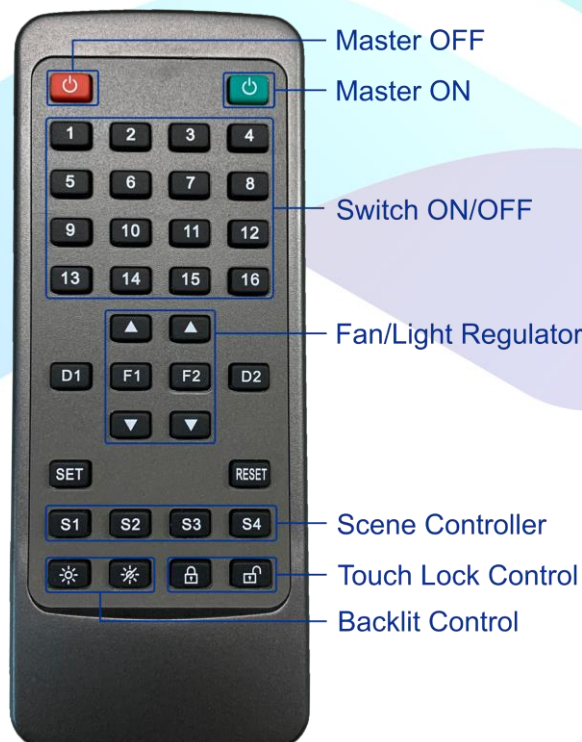 Master OFF
Master ON
1 2 3 4
5 6 7 8
Switch ON/OFF
9 10 11 12
13 14 15 16
Fan/Light Regulator
D1 F1 F2 D2
SET RESET
S1 S2 S3 S4
Scene Controller
Touch Lock Control
Backlit Control